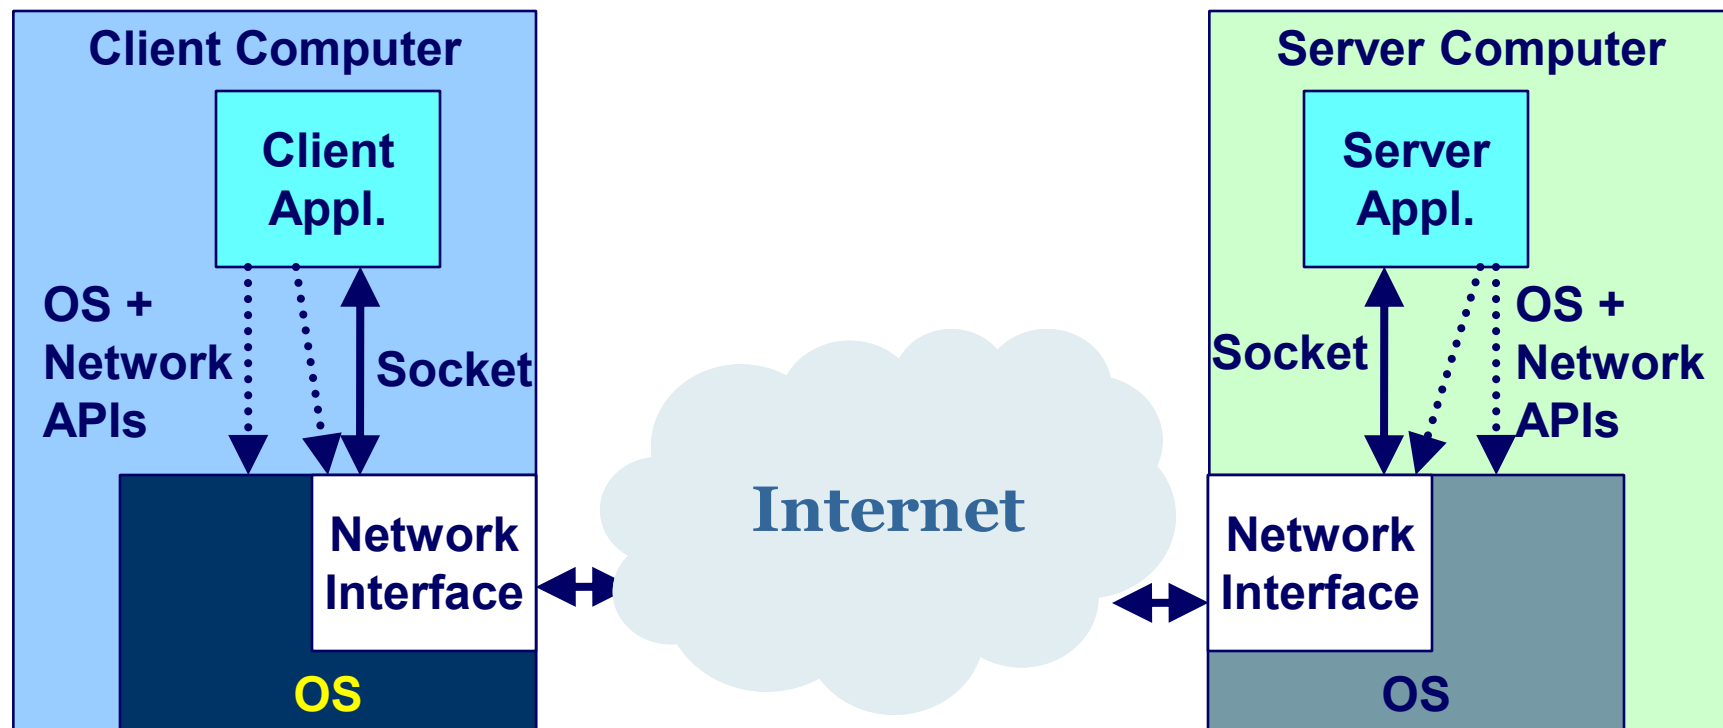 Client Computer
Client
Appl.
OS +
Network
APIs
Socket
Network
Interface
OS
Internet
Server Computer
Server
Appl.
Socket
OS +
Network
APIs
Network
Interface
OS